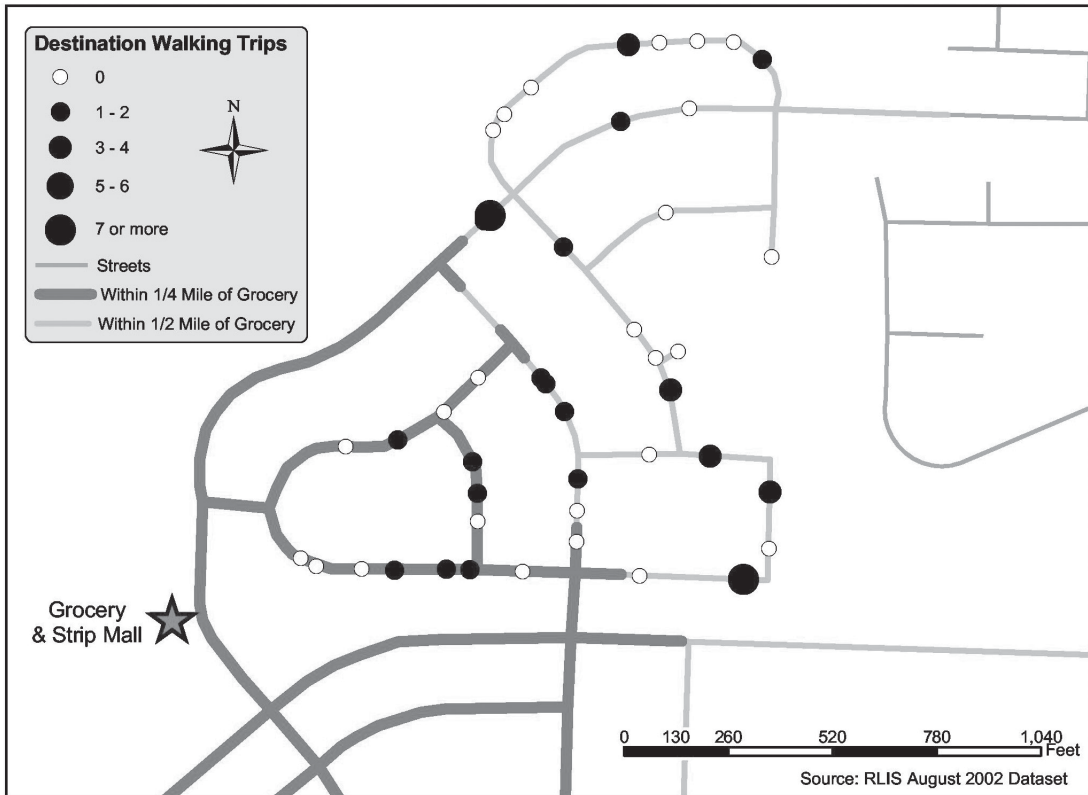 Destination Walking Trips
0
1 - 2
3 - 4
5 - 6
7 or more
Streets
Within 1/4 Mile of Grocery
Within 1/2 Mile of Grocery
N
Grocery
& Strip Mall
0 130 260 520 780 1,040
Feet
Source: RLIS August 2002 Dataset